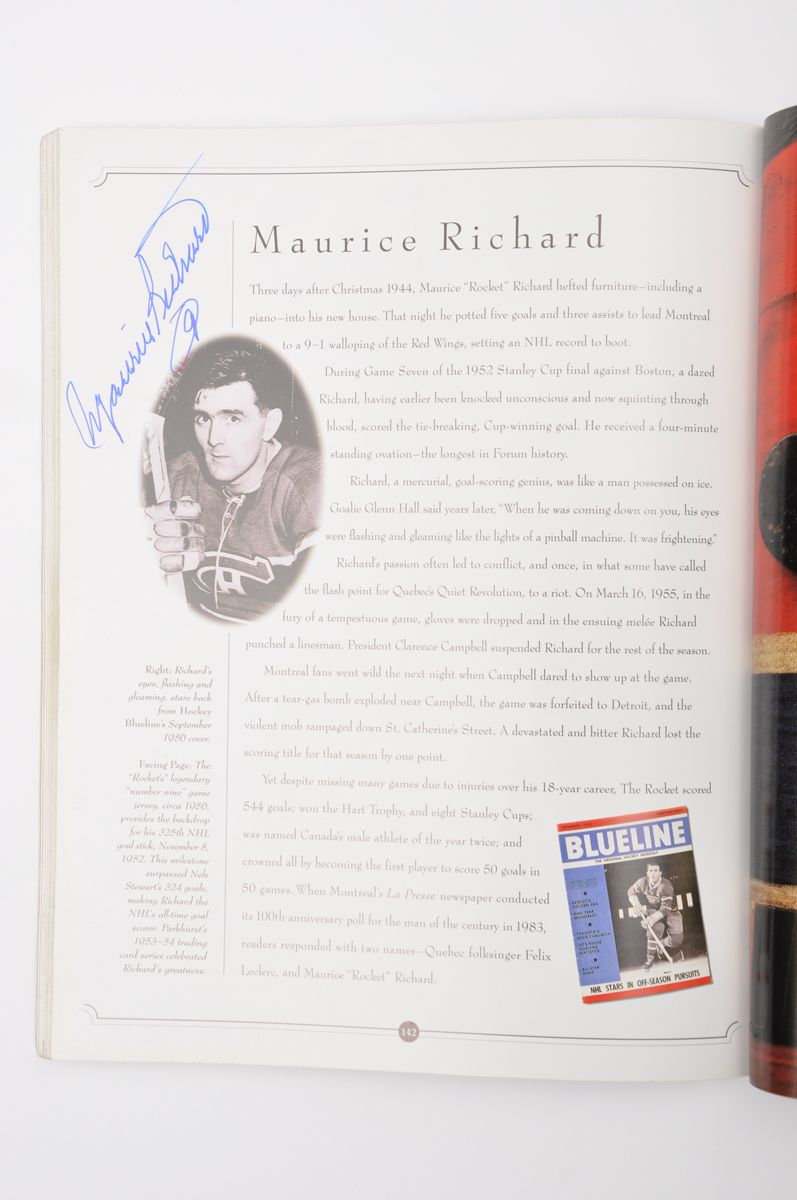 Maurice Richard
9
Maurice Richard
Three days after Christmas 1944, Maurice “Rocket” Richard hefted furniture–including a
piano–into his new house. That night he potted five goals and three assists to lead Montreal
to a 9–1 walloping of the Red Wings, setting an NHL record to boot.
During Game Seven of the 1952 Stanley Cup final against Boston, a dazed
Richard, having earlier been knocked unconscious and now squinting through
blood, scored the tie-breaking, Cup-winning goal. He received a four-minute
standing ovation–the longest in Forum history.
Richard, a mercurial, goal-scoring genius, was like a man possessed on ice.
Goalie Glenn Hall said years later, “When he was coming down on you, his eyes
were flashing and gleaming like the lights of a pinball machine. It was frightening.”
Richard's passion often led to conflict, and once, in what some have called
the flash point for Quebec's Quiet Revolution, to a riot. On March 16, 1955, in the
fury of a tempestuous game, gloves were dropped and in the ensuing melée Richard
punched a linesman. President Clarence Campbell suspended Richard for the rest of the season.
Montreal fans went wild the next night when Campbell dared to show up at the game.
After a tear-gas bomb exploded near Campbell, the game was forfeited to Detroit, and the
violent mob rampaged down St. Catherine's Street. A devastated and bitter Richard lost the
scoring title for that season by one point.
Yet despite missing many games due to injuries over his 18-year career, The Rocket scored
544 goals; won the Hart Trophy, and eight Stanley Cups;
was named Canada's male athlete of the year twice; and
crowned all by becoming the first player to score 50 goals in
50 games. When Montreal's La Presse newspaper conducted
its 100th anniversary poll for the man of the century in 1983,
readers responded with two names–Quebec folksinger Felix
Leclerc, and Maurice “Rocket” Richard.
Right: Richard's
eyes, flashing and
gleaming, stare back
from Hockey
Blueline's September
1956 cover.
Facing Page: The
“Rocket's” legendary
“number nine” game
jersey, circa 1950,
provides the backdrop
for his 325th NHL
goal stick, November 8,
1952. This milestone
surpassed Nels
Stewart's 324 goals,
making Richard the
NHL's all-time goal
scorer. Parkhurst's
1953–54 trading
card series celebrated
Richard's greatness.
BLUELINE
THE ORIGINAL HOCKEY MONTHLY
NHL STARS IN OFF-SEASON PURSUITS
142